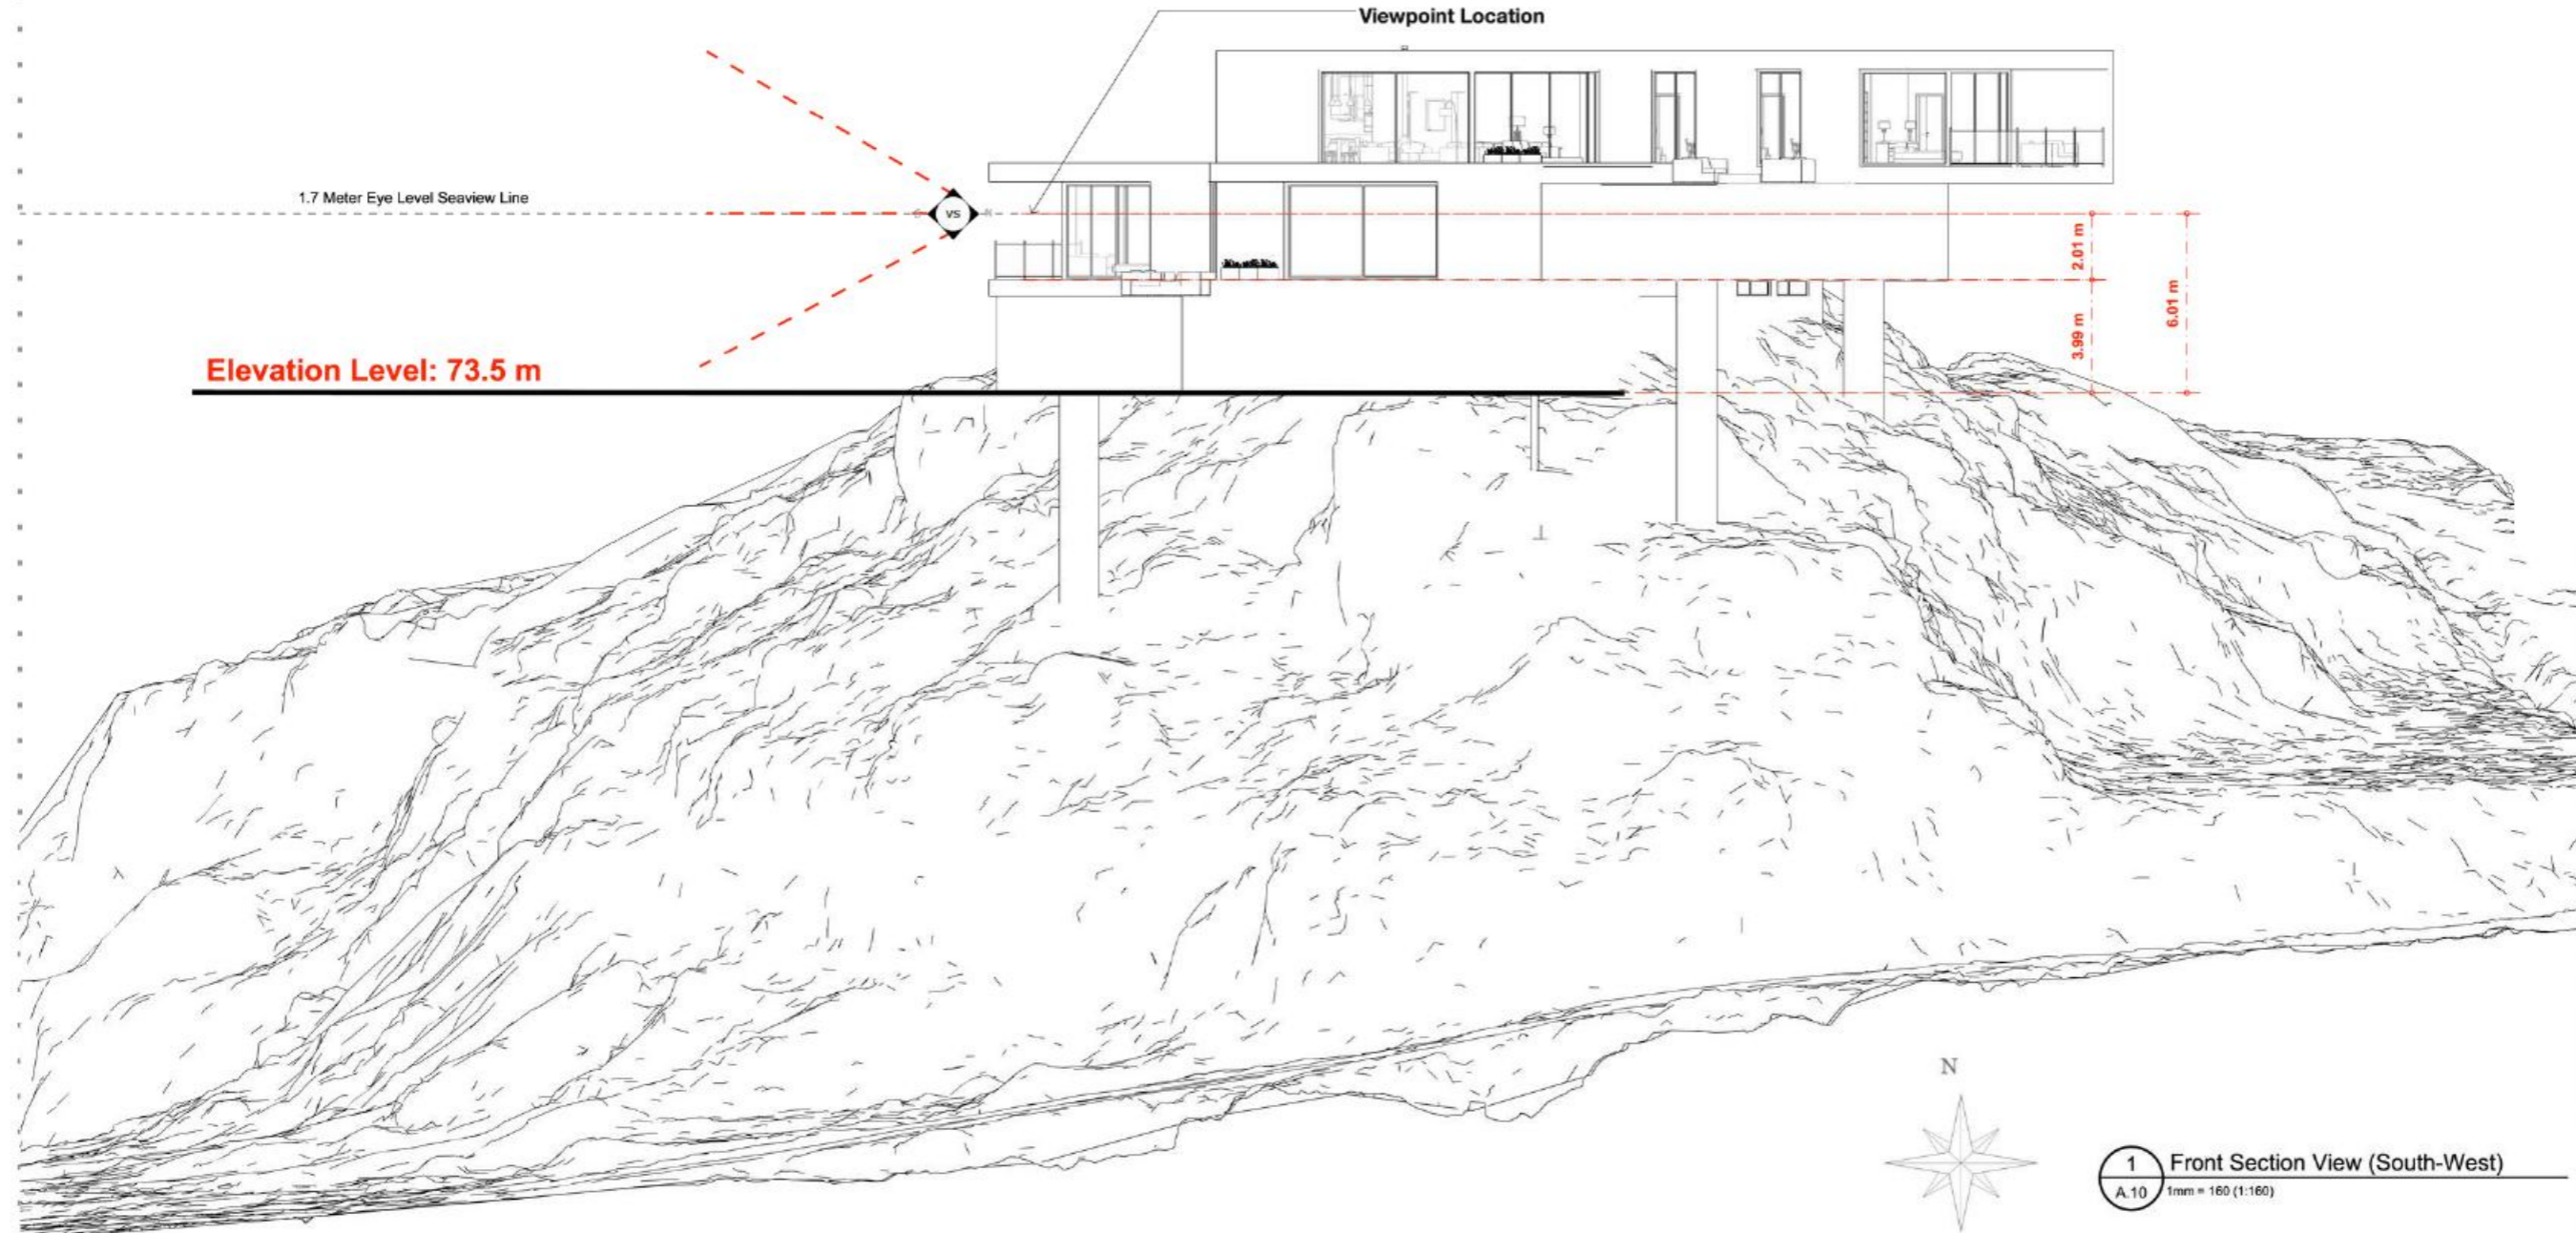 Viewpoint Location
1.7 Meter Eye Level Seaview Line
S
VS
N
2.01 m
6.01 m
3.99 m
Elevation Level: 73.5 m
N
1
Front Section View (South-West)
A.10
1mm = 160 (1:160)